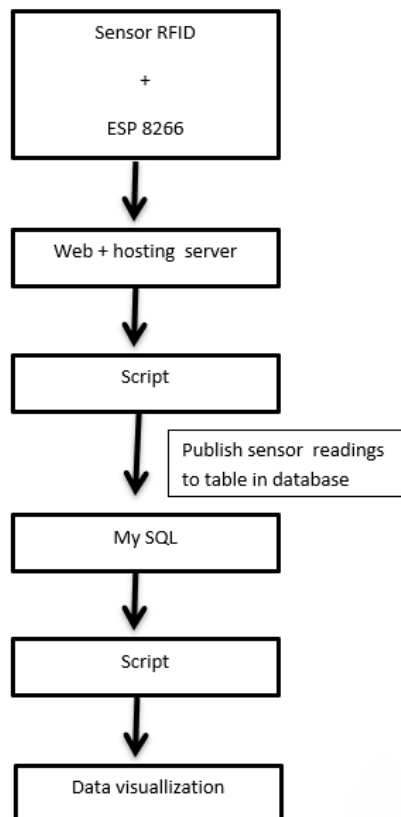 Sensor RFID
+
ESP 8266
Web + hosting server
Script
Publish sensor readings
to table in database
My SQL
Script
Data visuallization